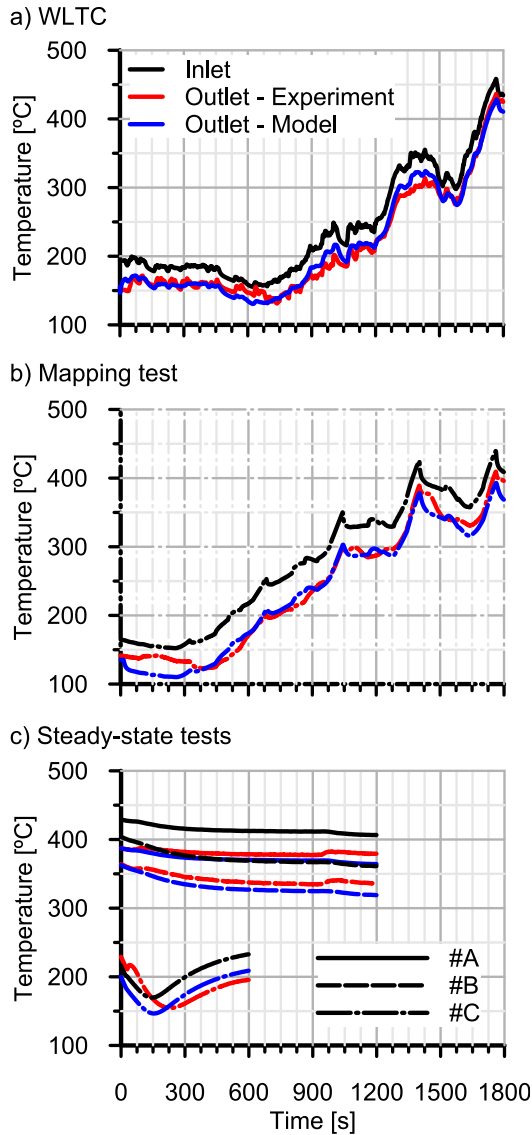 a) WLTC
500
400
300
200
100
Temperature [ºC]
Inlet
Outlet - Experiment
Outlet - Model
b) Mapping test
500
400
300
200
100
Temperature [ºC]
c) Steady-state tests
500
400
300
200
100
Temperature [ºC]
#A
#B
#C
0 300 600 900 1200 1500 1800
Time [s]